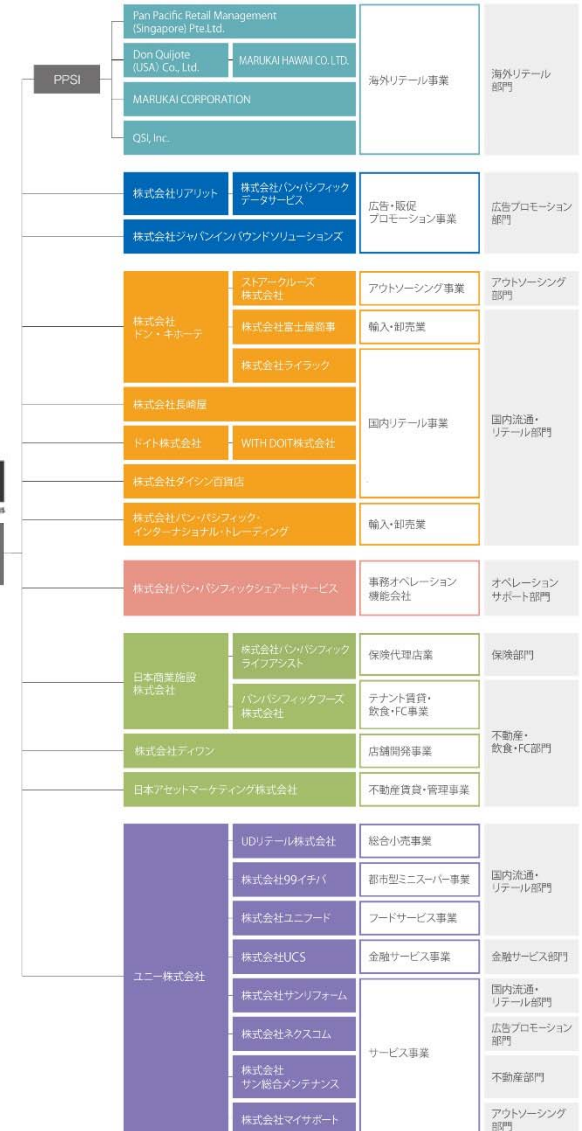 PPSI
Pan Pacific Retail Management
(Singapore) Pte.Ltd.
Don Quijote
(USA) Co., Ltd.
MARUKAI HAWAII CO. LTD.
MARUKAI CORPORATION
QSI, Inc.
海外リテール事業
海外リテール
部門
株式会社リアリット
株式会社パン・パシフィック
データサービス
株式会社ジャパンインバウンドソリューションズ
広告・販促
プロモーション事業
広告プロモーション
部門
株式会社
ドン・キホーテ
ストアークルーズ
株式会社
アウトソーシング事業
アウトソーシング
部門
株式会社富士屋商事
輸入・卸売業
株式会社ライラック
株式会社長崎屋
ドイト株式会社
WITH DOIT株式会社
株式会社ダイシン百貨店
国内リテール事業
国内流通・
リテール部門
株式会社パン・パシフィック・
インターナショナル・トレーディング
輸入・卸売業
株式会社パン・パシフィックシェアードサービス
事務オペレーション
機能会社
オペレーション
サポート部門
日本商業施設
株式会社
株式会社パン・パシフィック
ライフアシスト
保険代理店業
保険部門
パンパシフィックフーズ
株式会社
テナント賃貸・
飲食・FC事業
不動産・
飲食・FC部門
株式会社ディワン
店舗開発事業
日本アセットマーケティング株式会社
不動産賃貸・管理事業
ユニー株式会社
UDリテール株式会社
総合小売事業
株式会社99イチバ
都市型ミニスーパー事業
国内流通・
リテール部門
株式会社ユニフード
フードサービス事業
株式会社UCS
金融サービス事業
金融サービス部門
株式会社サンリフォーム
国内流通・
リテール部門
株式会社ネクスコム
広告プロモーション
部門
サービス事業
株式会社
サン総合メンテナンス
不動産部門
株式会社マイサポート
アウトソーシング
部門